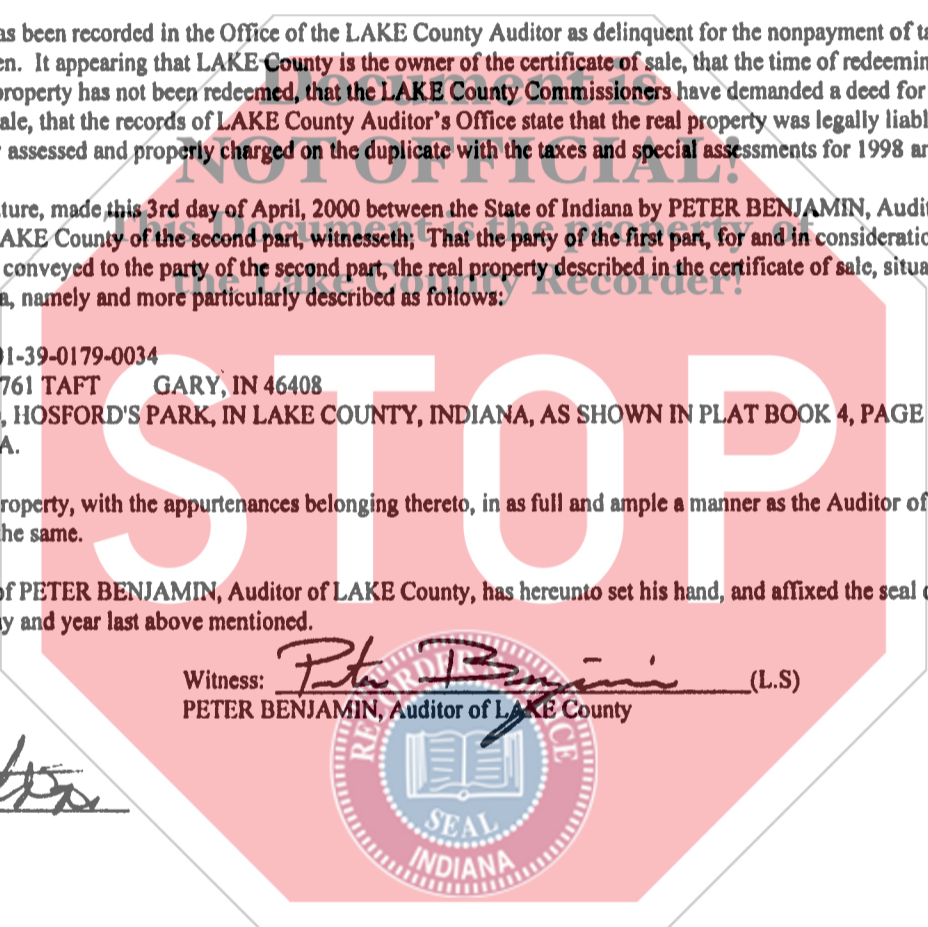 as been recorded in the Office of the LAKE County Auditor as delinquent for the nonpayment of ta
en. It appearing that LAKE County is the owner of the certificate of sale, that the time of redeemin
property has not been redeemed, that the LAKE County Commissioners have demanded a deed for
Document is
ale, that the records of LAKE County Auditor's Office state that the real property was legally liabl
assessed and properly charged on the duplicate with the taxes and special assessments for 1998 an
NOT OFFICIAL!
ture, made this 3rd day of April, 2000 between the State of Indiana by PETER BENJAMIN, Audit
This Document is the property of
AKE County of the second part, witnesseth; That the party of the first part, for and in consideratio
conveyed to the party of the second part, the real property described in the certificate of sale, situa
the Lake County Recorder!
a, namely and more particularly described as follows:
01-39-0179-0034
761 TAFT GARY, IN 46408
, HOSFORD'S PARK, IN LAKE COUNTY, INDIANA, AS SHOWN IN PLAT BOOK 4, PAGE
A.
STOP
roperty, with the appurtenances belonging thereto, in as full and ample a manner as the Auditor of
he same.
of PETER BENJAMIN, Auditor of LAKE County, has hereunto set his hand, and affixed the seal o
y and year last above mentioned.
Witness: Peter Benjamin (L.S)
PETER BENJAMIN, Auditor of LAKE County
SEAL
INDIANA